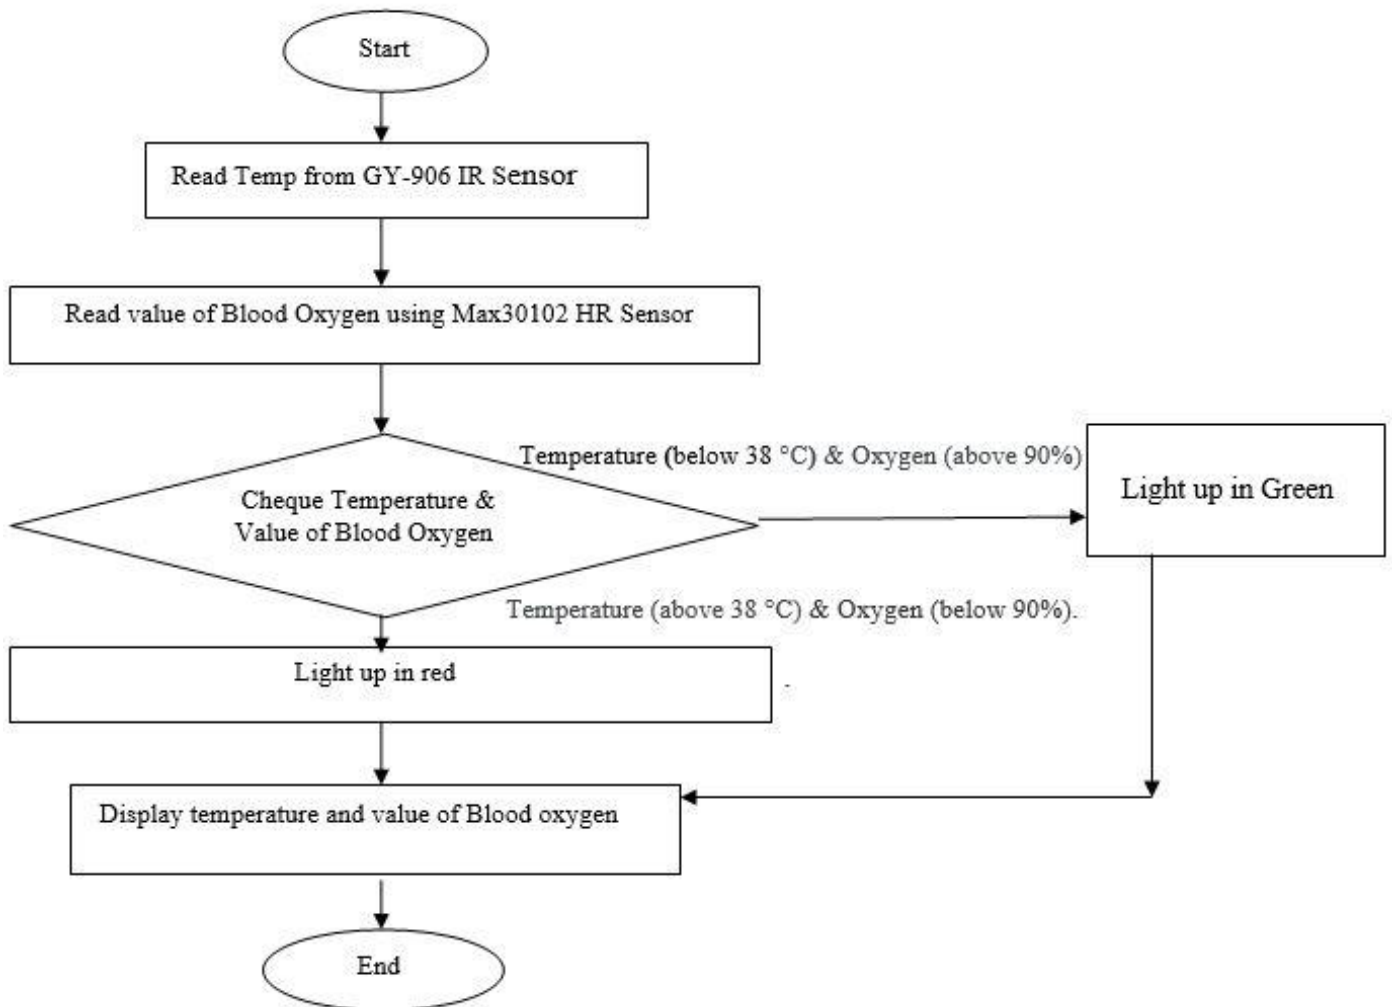 Start
Read Temp from GY-906 IR Sensor
Read value of Blood Oxygen using Max30102 HR Sensor
Temperature (below 38 °C) & Oxygen (above 90%)
Cheque Temperature &
Value of Blood Oxygen
Light up in Green
Temperature (above 38 °C) & Oxygen (below 90%).
Light up in red
Display temperature and value of Blood oxygen
End